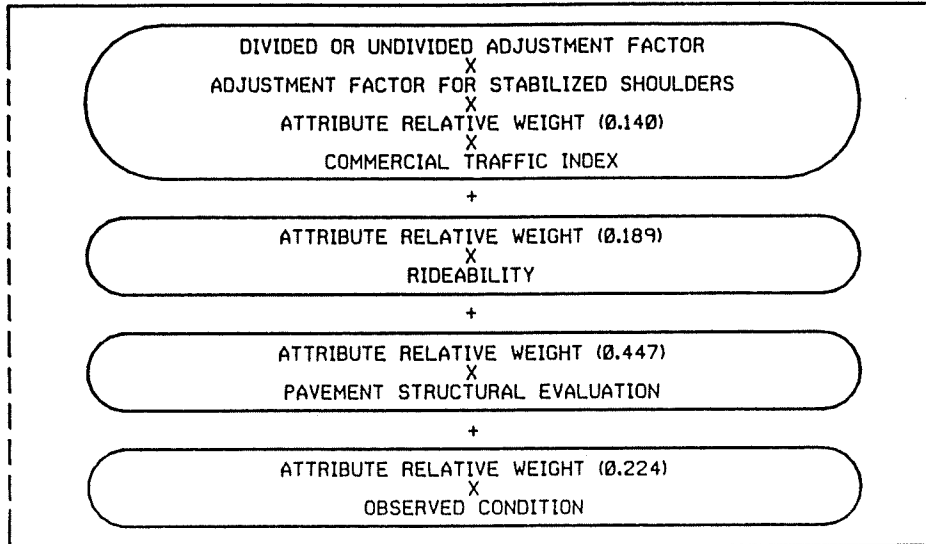 DIVIDED OR UNDIVIDED ADJUSTMENT FACTOR
X
ADJUSTMENT FACTOR FOR STABILIZED SHOULDERS
X
ATTRIBUTE RELATIVE WEIGHT (0.140)
X
COMMERCIAL TRAFFIC INDEX
+
ATTRIBUTE RELATIVE WEIGHT (0.189)
X
RIDEABILITY
+
ATTRIBUTE RELATIVE WEIGHT (0.447)
X
PAVEMENT STRUCTURAL EVALUATION
+
ATTRIBUTE RELATIVE WEIGHT (0.224)
X
OBSERVED CONDITION